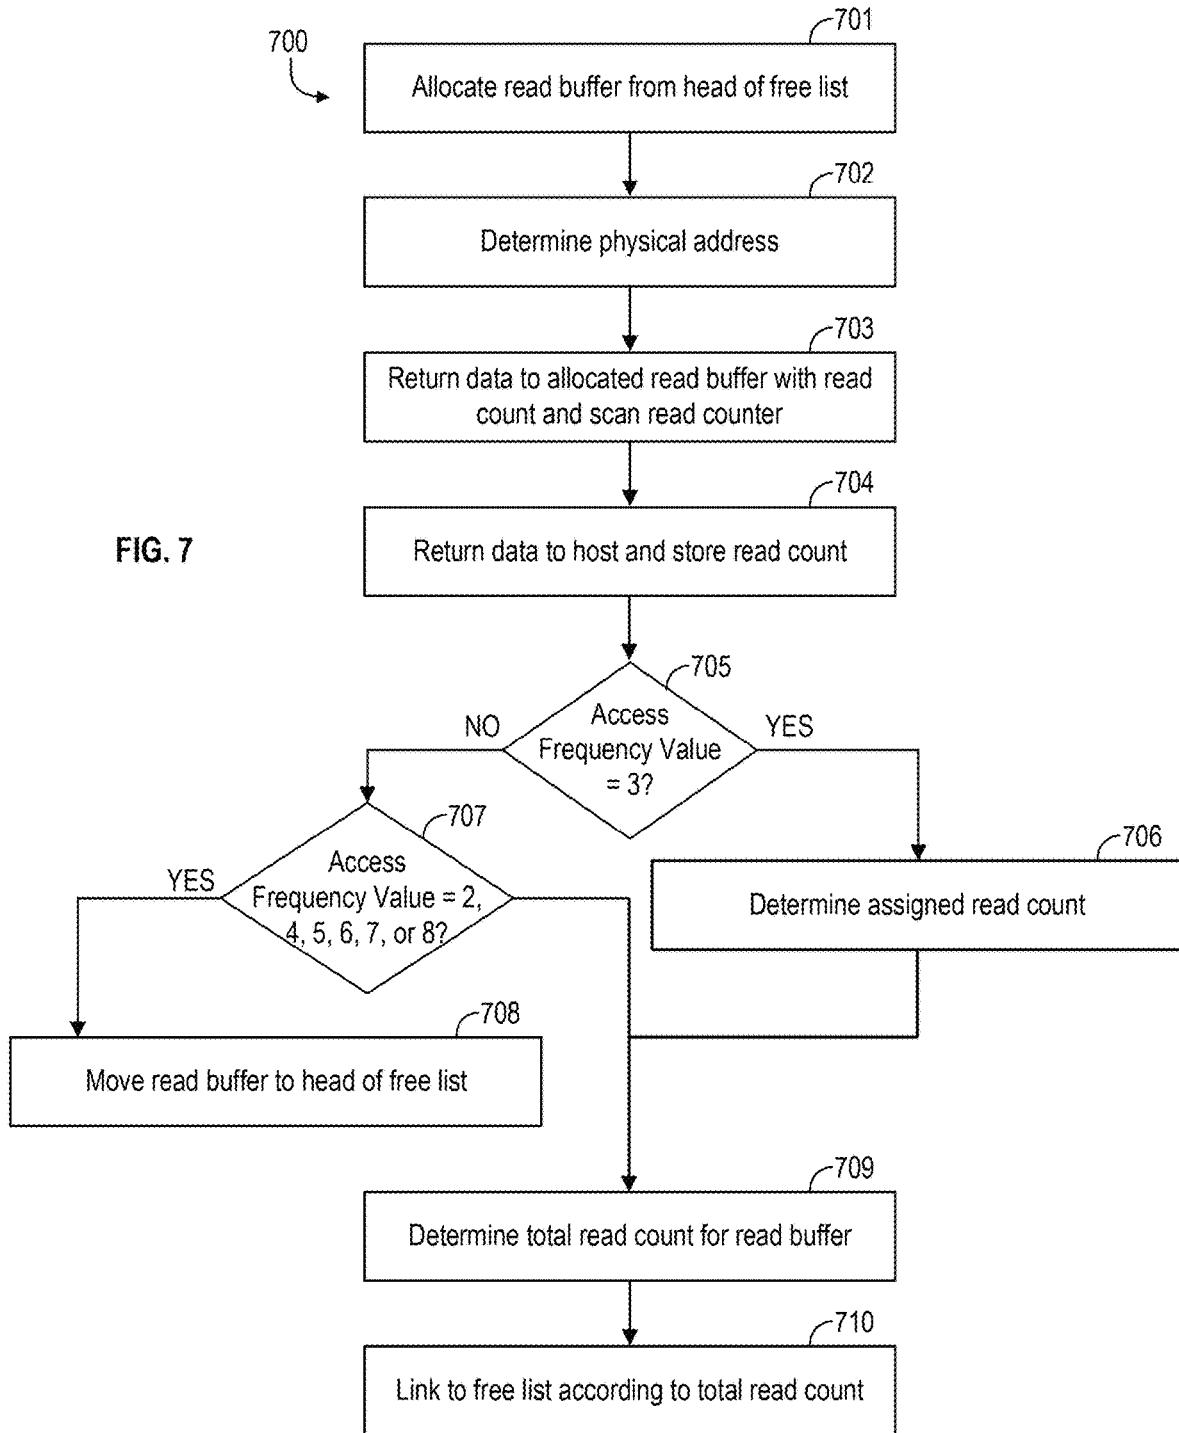 700
701
Allocate read buffer from head of free list
702
Determine physical address
703
Return data to allocated read buffer with read
count and scan read counter
704
Return data to host and store read count
FIG. 7
705
NO
Access
Frequency Value
= 3?
YES
707
YES
Access
Frequency Value = 2,
4, 5, 6, 7, or 8?
706
Determine assigned read count
708
Move read buffer to head of free list
709
Determine total read count for read buffer
710
Link to free list according to total read count